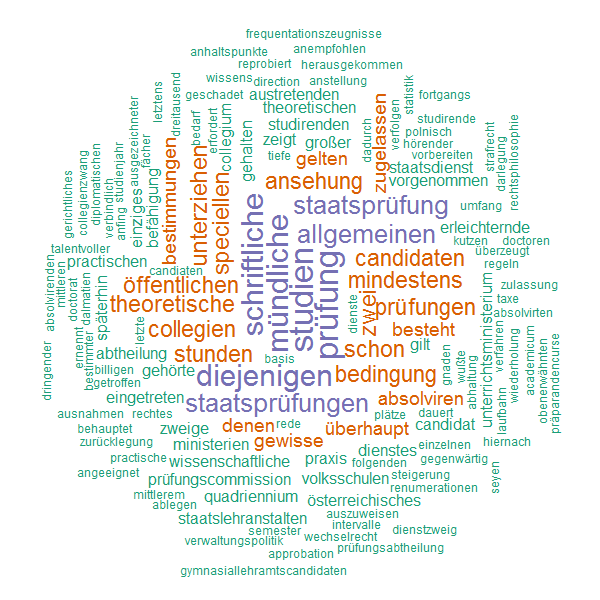 frequentationszeugnisse
anhaltspunkte
anempfohlen
reprobiert
herausgekommen
wissens
direction
anstellung
statistik
letztens
dreitausend
geschadet
austretenden
verfolgen
fortgangs
ausgezeichneter
bedarf
erfordert
collegium
theoretischen
zugelassen
studirende
fächer
studirenden
dadurch
polnisch
rechtsphilosophie
gehalten
zeigt
großer
hörender
strafrecht
bestimmungen
tiefe
gelten
vorbereiten
darlegung
collegienzwang
studienjahr
unterziehen
staatsdienst
gerichtliches
diplomatischen
einziges
befähigung
speciellen
ansehung
vorgenommen
verbindlich
anfing
schriftliche
mündliche
studien
prüfung
staatsprüfung
umfang
allgemeinen
erleichternde
kutzen
doctoren
talentvoller
überzeugt
practischen
candiaten
candidaten
regeln
absolvirenden
mittleren
doctorat
dalmatien
späterhin
öffentlichen
mindestens
zulassung
theoretische
zwei
prüfungen
taxe
absolvirten
dienste
unterrichtsministerium
dringender
ernennt
bestimmter
letzte
collegien
besteht
verfahren
academicum
obenerwähnten
präparandencurse
abtheilung
stunden
basis
schon
gilt
wiederholung
billigen
gehörte
diejenigen
bedingung
gnaden
wußte
abhaltung
laufbahn
getroffen
eingetreten
staatsprüfungen
absolviren
ausnahmen
rechtes
plätze
dauert
behauptet
zweige
denen
rede
überhaupt
candidat
zurücklegung
ministerien
gewisse
dienstes
einzelnen
hiernach
practische
wissenschaftliche
praxis
folgenden
gegenwärtig
angeeignet
prüfungscommission
volksschulen
steigerung
seyen
mittlerem
quadriennium
renumerationen
ablegen
österreichisches
staatslehranstalten
auszuweisen
semester
intervalle
dienstzweig
verwaltungspolitik
wechselrecht
approbation
prüfungsabtheilung
gymnasiallehramtscandidaten